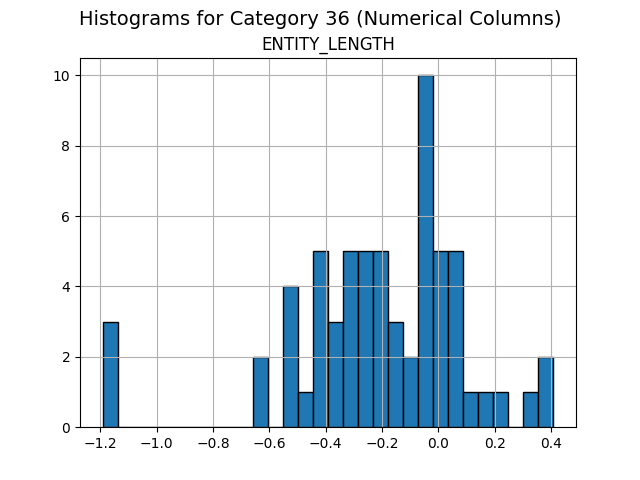 Histograms for Category 36 (Numerical Columns)
ENTITY_LENGTH
10
8
6
4
2
0
−1.2 −1.0 −0.8 −0.6 −0.4 −0.2 0.0 0.2 0.4